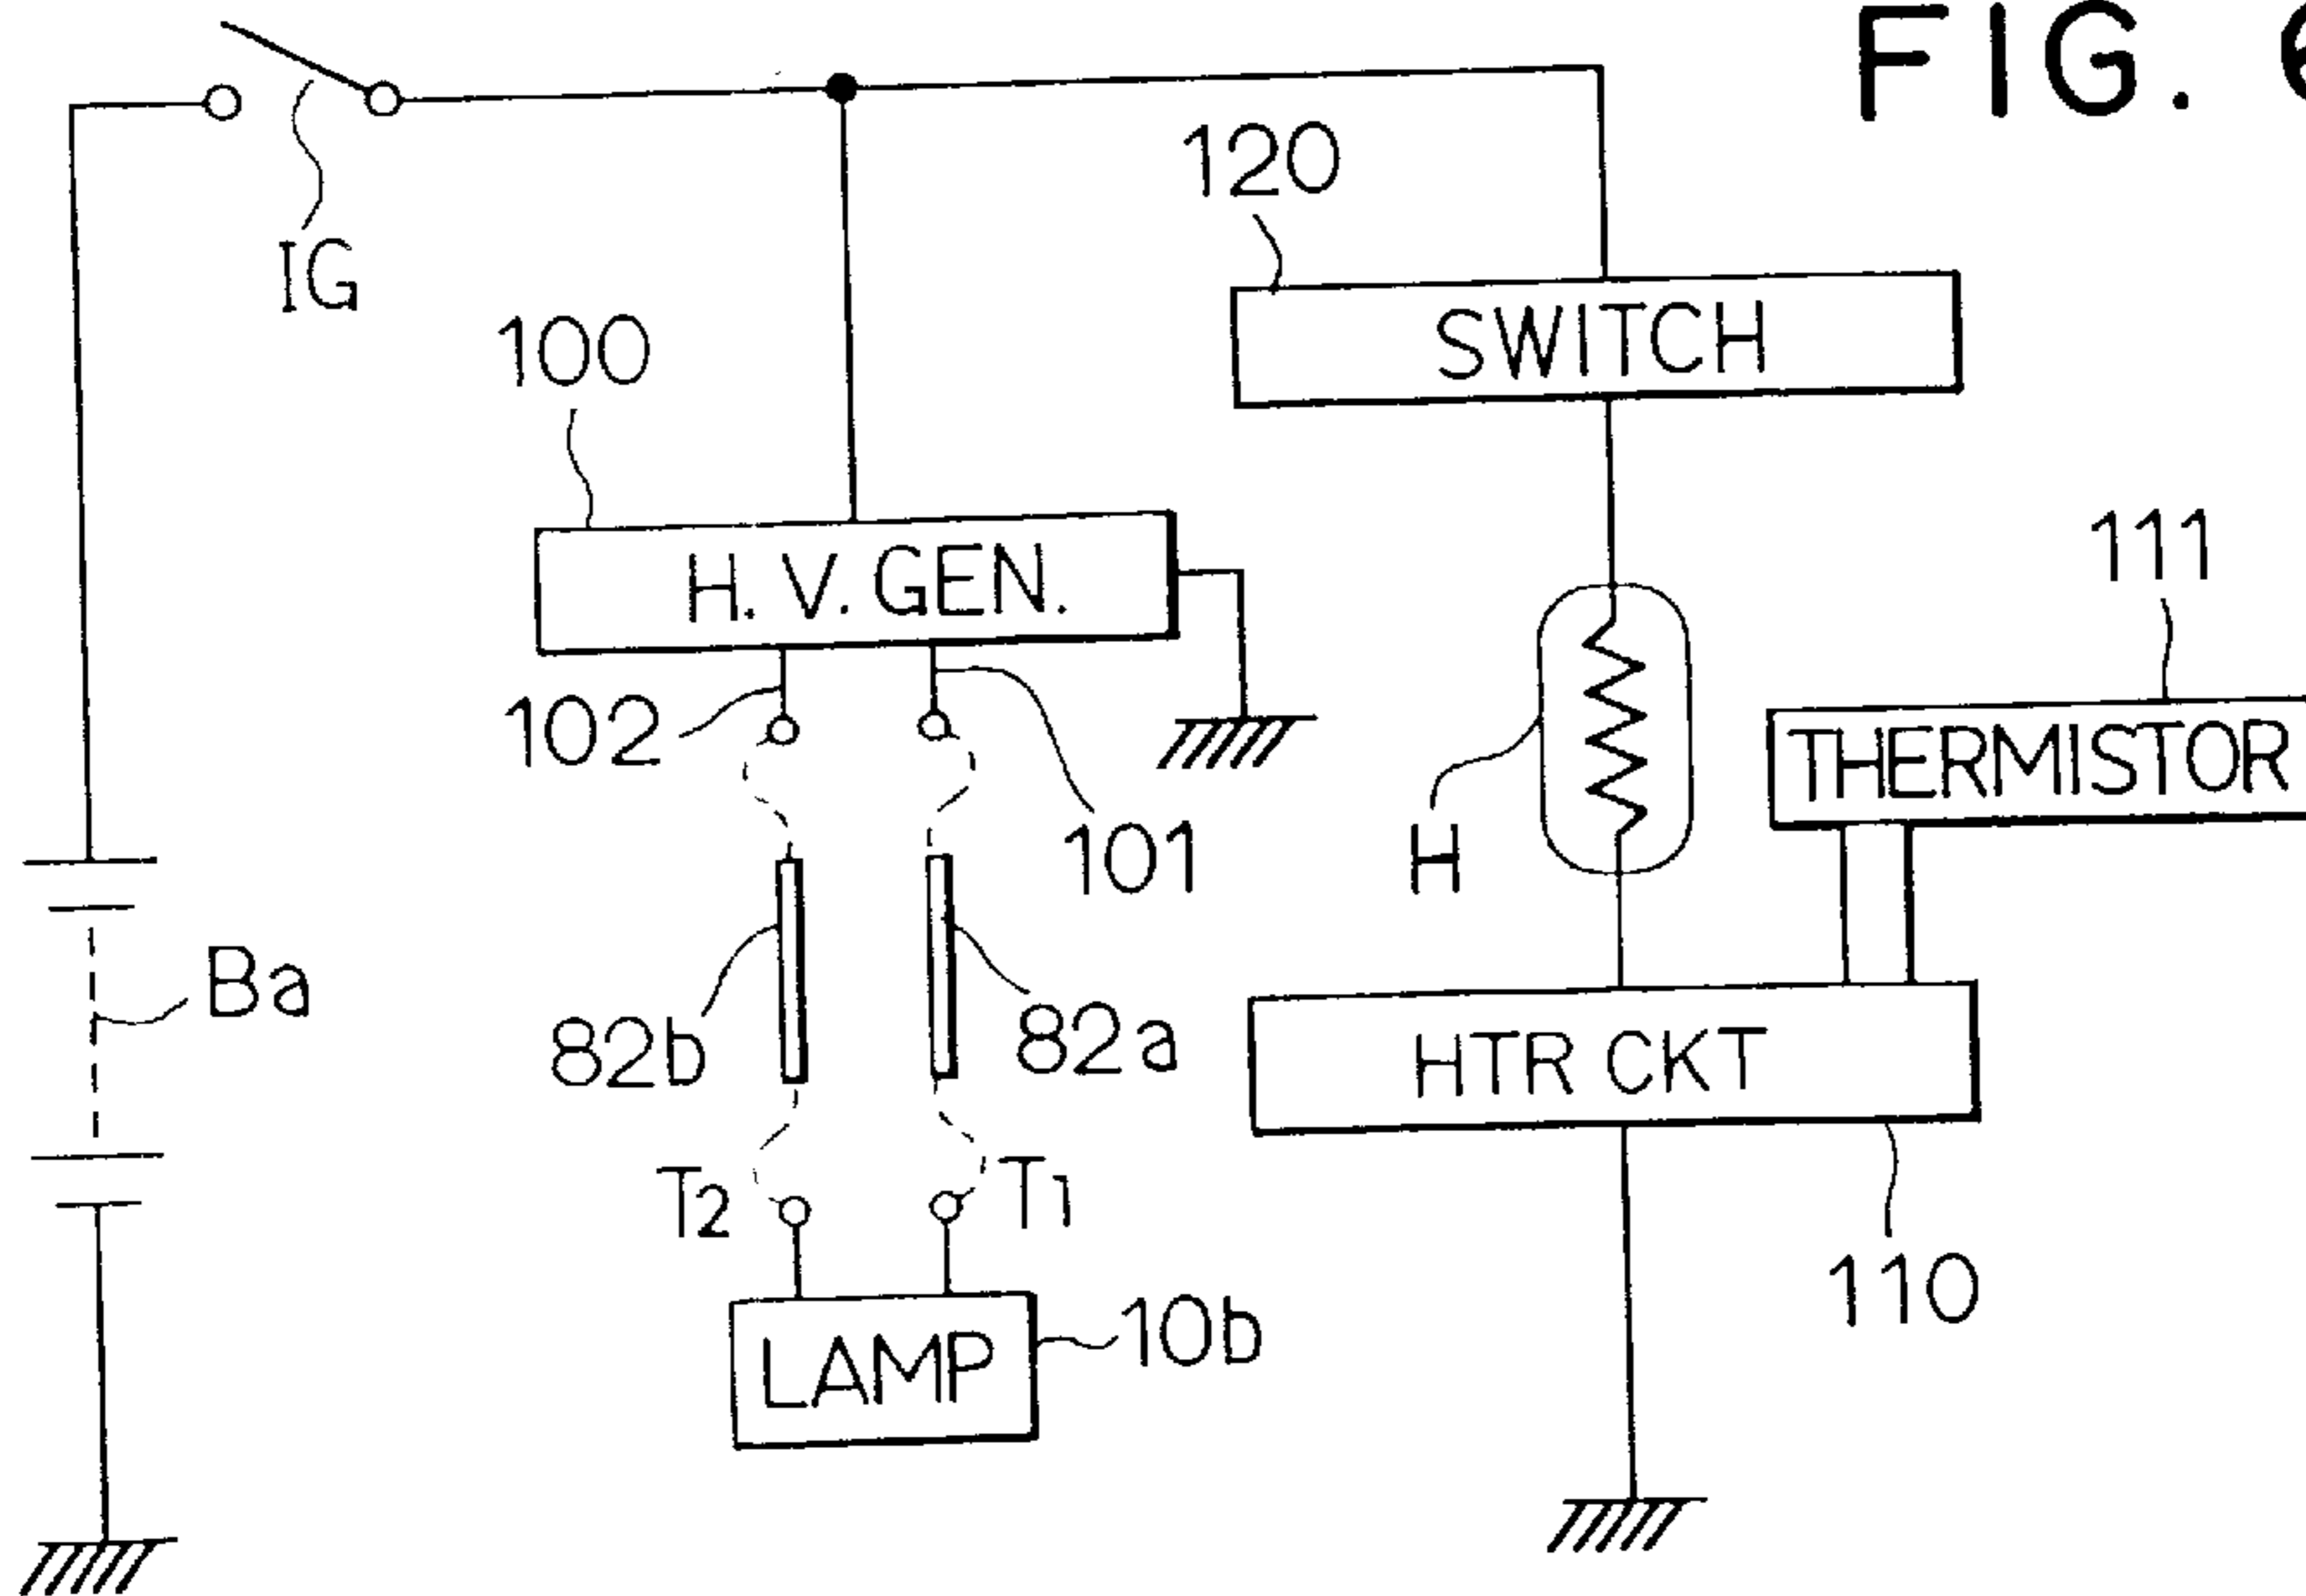 FIG. 6
IG
120
SWITCH
100
H. V. GEN.
111
102
101
THERMISTOR
H
Ba
82b
82a
HTR CKT
T2
T1
110
LAMP
10b